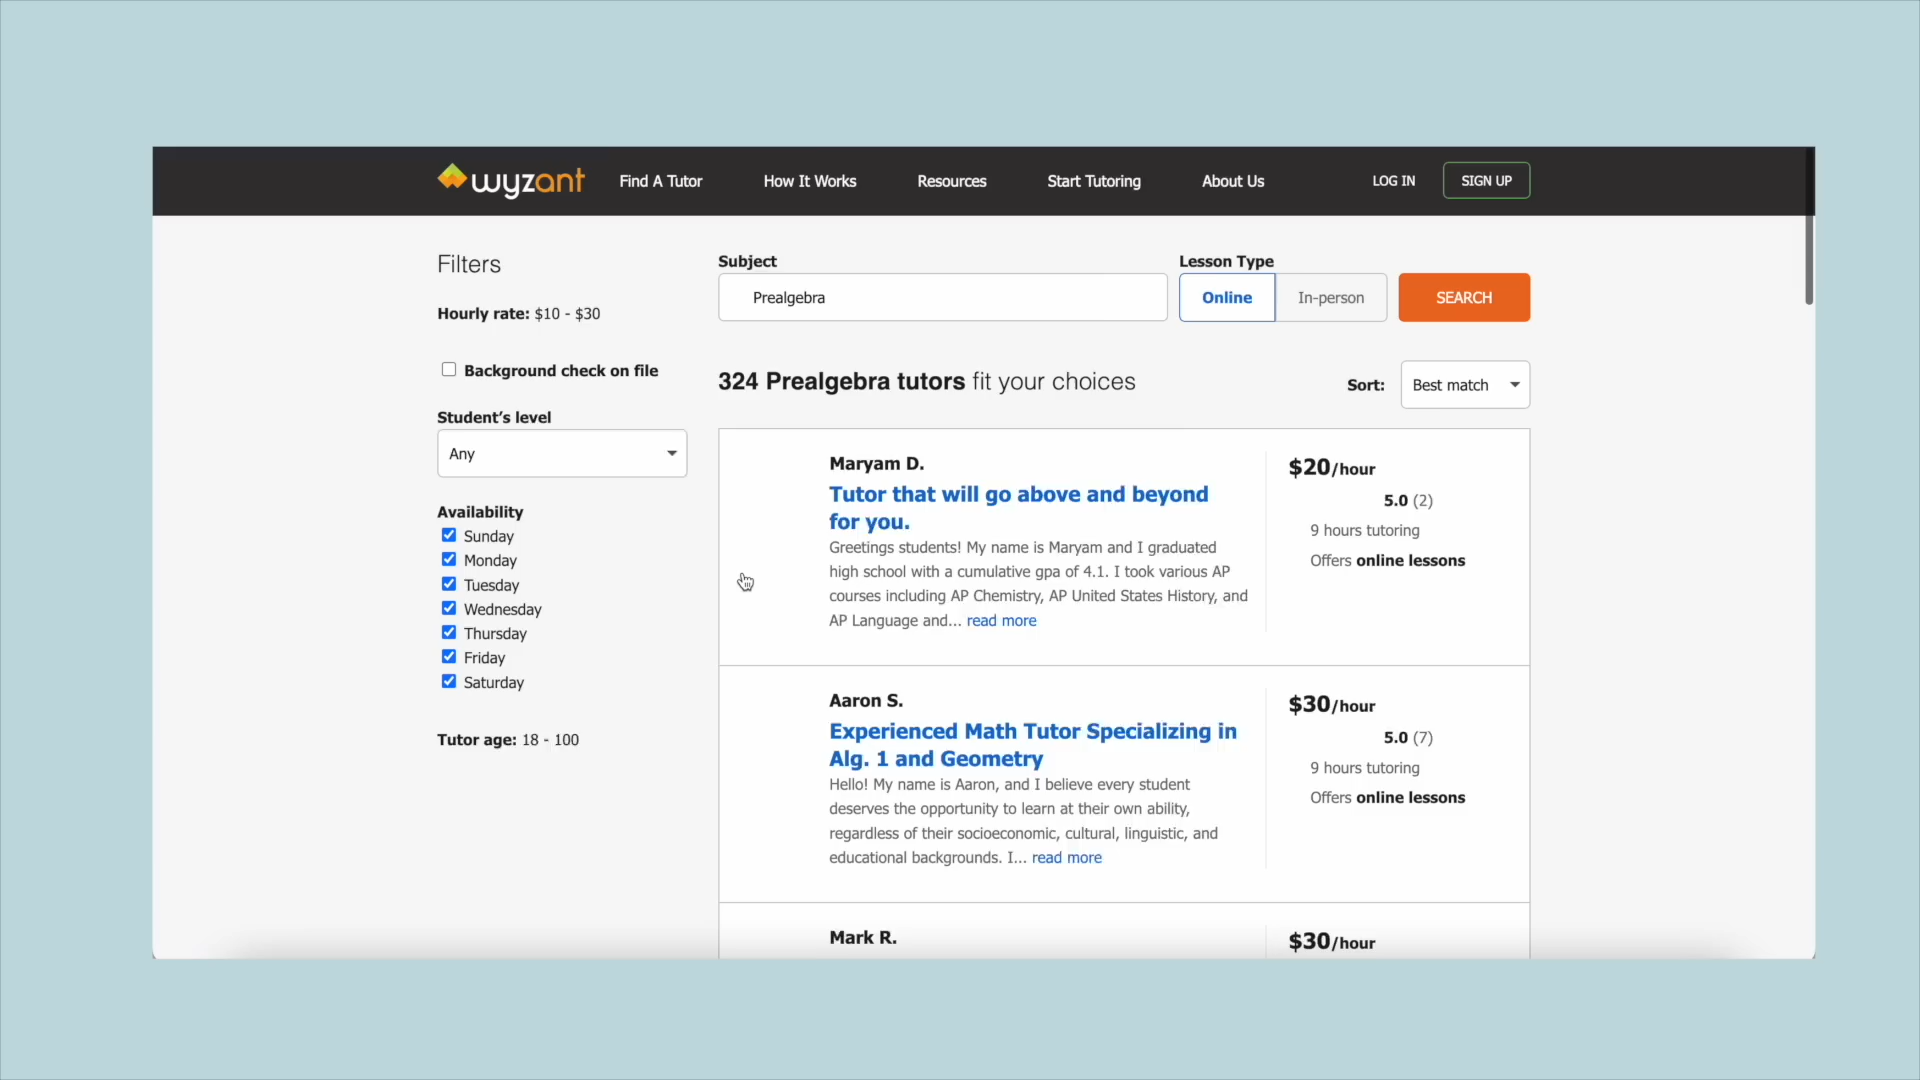 wyzant
Find A Tutor
How It Works
Resources
Start Tutoring
About Us
LOG IN
SIGN UP
Filters
Hourly rate: $10 - $30
Background check on file
Student's level
Any
Availability
Sunday
Monday
Tuesday
Wednesday
Thursday
Friday
Saturday
Tutor age: 18 - 100
Subject
Prealgebra
Lesson Type
Online
In-person
SEARCH
324 Prealgebra tutors fit your choices
Sort:
Best match
Maryam D.
Tutor that will go above and beyond
for you.
Greetings students! My name is Maryam and I graduated
high school with a cumulative gpa of 4.1. I took various AP
courses including AP Chemistry, AP United States History, and
AP Language and... read more
$20/hour
5.0 (2)
9 hours tutoring
Offers online lessons
Aaron S.
Experienced Math Tutor Specializing in
Alg. 1 and Geometry
Hello! My name is Aaron, and I believe every student
deserves the opportunity to learn at their own ability,
regardless of their socioeconomic, cultural, linguistic, and
educational backgrounds. I... read more
$30/hour
5.0 (7)
9 hours tutoring
Offers online lessons
Mark R.
$30/hour